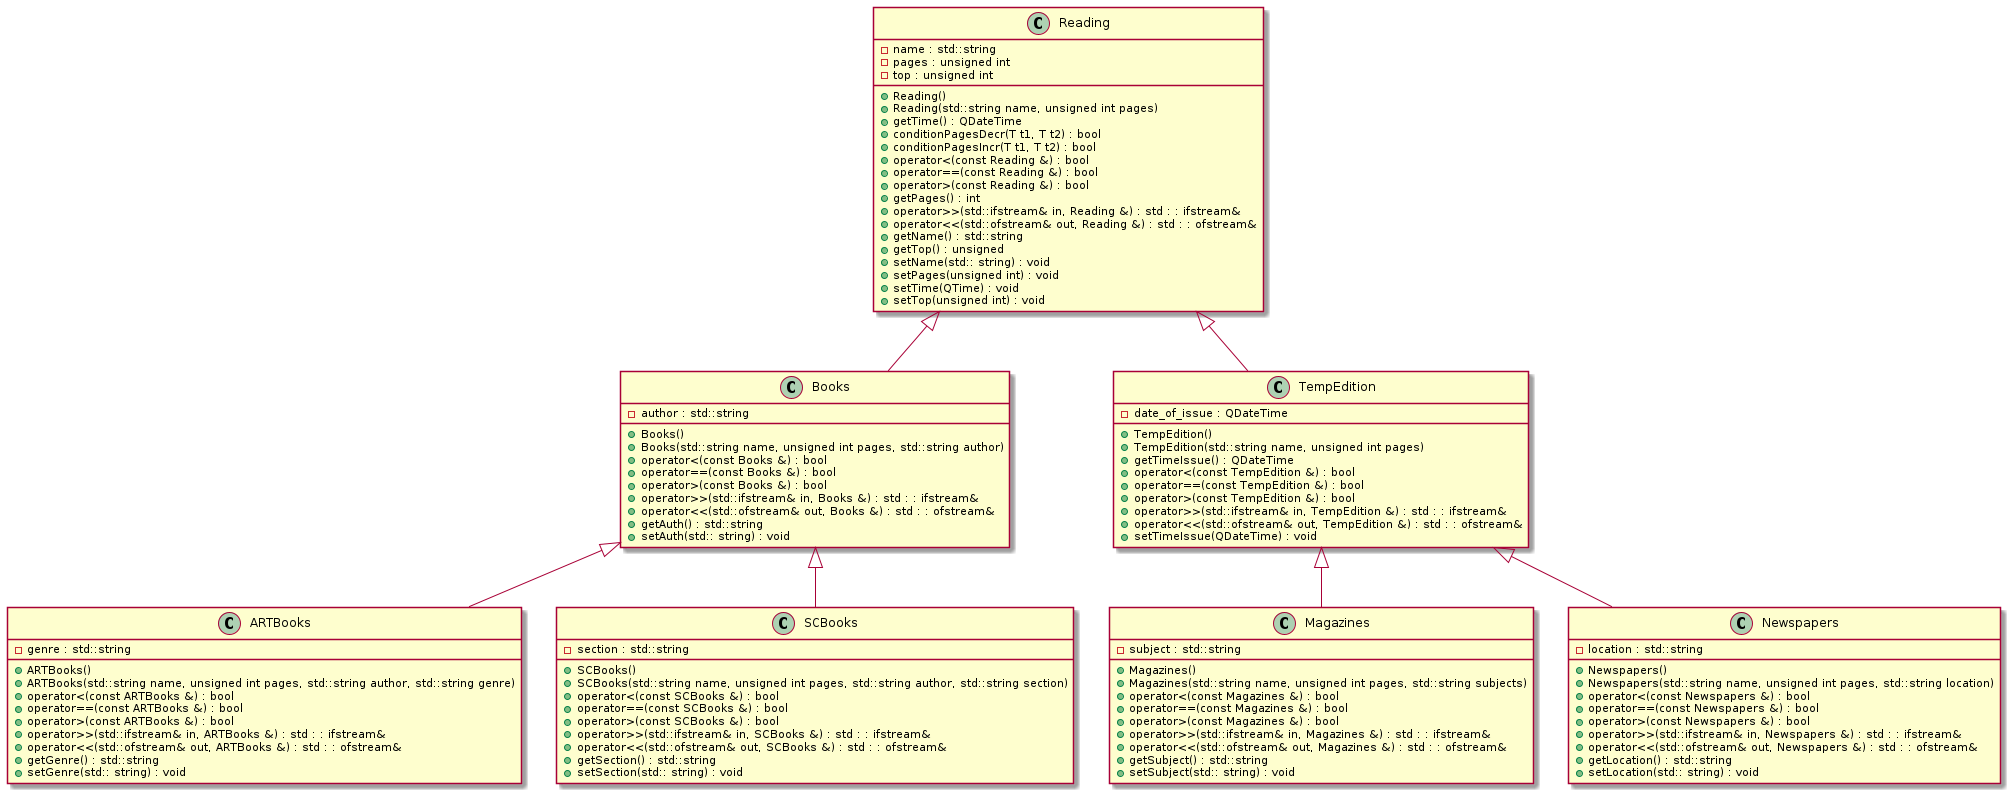 C Reading
name : std::string
pages : unsigned int
top : unsigned int
Reading()
Reading(std::string name, unsigned int pages)
getTime() : QDateTime
conditionPagesDecr(T t1, T t2) : bool
conditionPagesIncr(T t1, T t2) : bool
operator<(const Reading &) : bool
operator==(const Reading &) : bool
operator>(const Reading &) : bool
getPages() : int
operator>>(std::ifstream& in, Reading &) : std : : ifstream&
operator<<(std::ofstream& out, Reading &) : std : : ofstream&
getName() : std::string
getTop() : unsigned
setName(std:: string) : void
setPages(unsigned int) : void
setTime(QTime) : void
setTop(unsigned int) : void
C Books
author : std::string
Books()
Books(std::string name, unsigned int pages, std::string author)
operator<(const Books &) : bool
operator==(const Books &) : bool
operator>(const Books &) : bool
operator>>(std::ifstream& in, Books &) : std : : ifstream&
operator<<(std::ofstream& out, Books &) : std : : ofstream&
getAuth() : std::string
setAuth(std:: string) : void
C TempEdition
date_of_issue : QDateTime
TempEdition()
TempEdition(std::string name, unsigned int pages)
getTimeIssue() : QDateTime
operator<(const TempEdition &) : bool
operator==(const TempEdition &) : bool
operator>(const TempEdition &) : bool
operator>>(std::ifstream& in, TempEdition &) : std : : ifstream&
operator<<(std::ofstream& out, TempEdition &) : std : : ofstream&
setTimeIssue(QDateTime) : void
C ARTBooks
genre : std::string
ARTBooks()
ARTBooks(std::string name, unsigned int pages, std::string author, std::string genre)
operator<(const ARTBooks &) : bool
operator==(const ARTBooks &) : bool
operator>(const ARTBooks &) : bool
operator>>(std::ifstream& in, ARTBooks &) : std : : ifstream&
operator<<(std::ofstream& out, ARTBooks &) : std : : ofstream&
getGenre() : std::string
setGenre(std:: string) : void
C SCBooks
section : std::string
SCBooks()
SCBooks(std::string name, unsigned int pages, std::string author, std::string section)
operator<(const SCBooks &) : bool
operator==(const SCBooks &) : bool
operator>(const SCBooks &) : bool
operator>>(std::ifstream& in, SCBooks &) : std : : ifstream&
operator<<(std::ofstream& out, SCBooks &) : std : : ofstream&
getSection() : std::string
setSection(std:: string) : void
C Magazines
subject : std::string
Magazines()
Magazines(std::string name, unsigned int pages, std::string subjects)
operator<(const Magazines &) : bool
operator==(const Magazines &) : bool
operator>(const Magazines &) : bool
operator>>(std::ifstream& in, Magazines &) : std : : ifstream&
operator<<(std::ofstream& out, Magazines &) : std : : ofstream&
getSubject() : std::string
setSubject(std:: string) : void
C Newspapers
location : std::string
Newspapers()
Newspapers(std::string name, unsigned int pages, std::string location)
operator<(const Newspapers &) : bool
operator==(const Newspapers &) : bool
operator>(const Newspapers &) : bool
operator>>(std::ifstream& in, Newspapers &) : std : : ifstream&
operator<<(std::ofstream& out, Newspapers &) : std : : ofstream&
getLocation() : std::string
setLocation(std:: string) : void